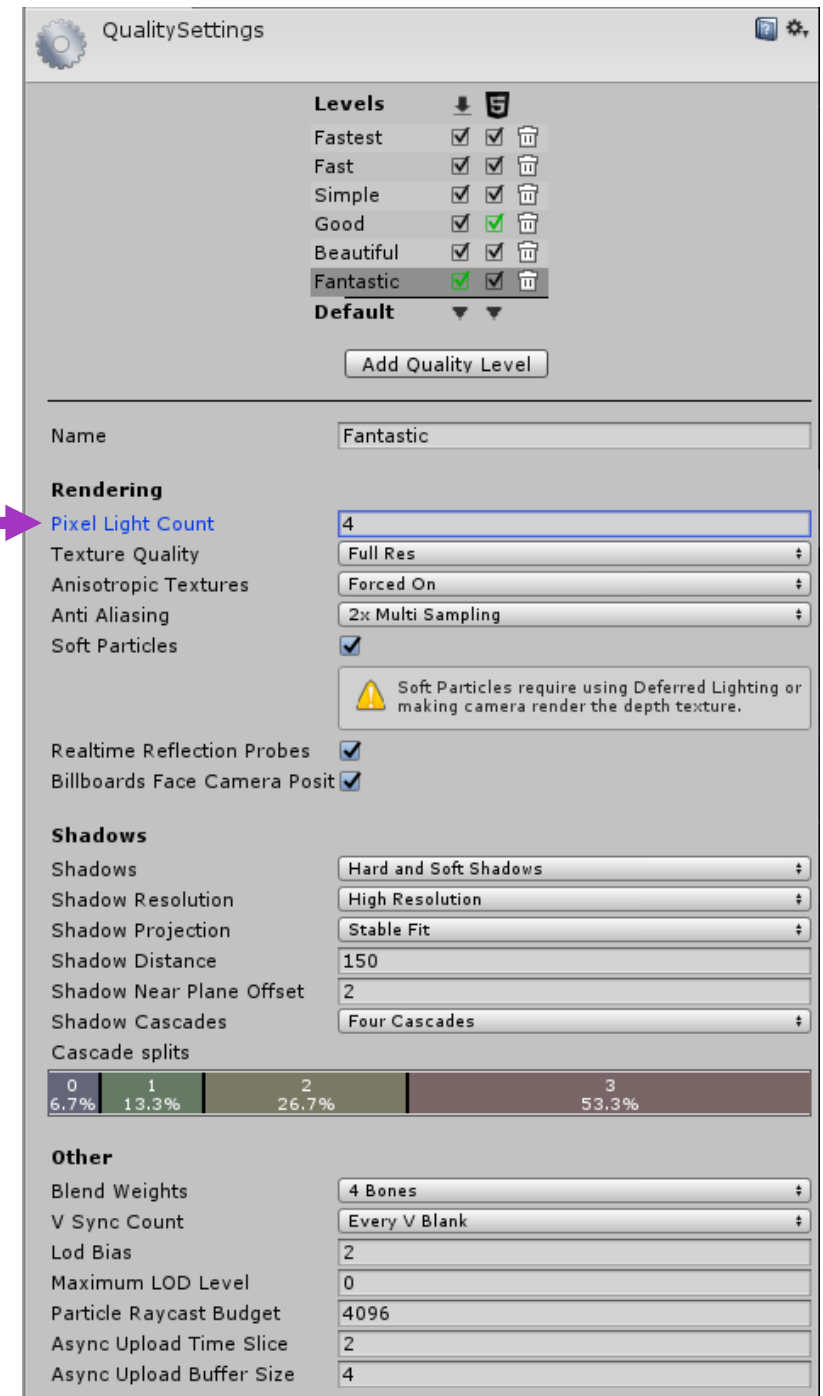 QualitySettings
Levels
Fastest
Fast
Simple
Good
Beautiful
Fantastic
Default
Add Quality Level
Name Fantastic
Rendering
Pixel Light Count 4
Texture Quality Full Res
Anisotropic Textures Forced On
Anti Aliasing 2x Multi Sampling
Soft Particles
Soft Particles require using Deferred Lighting or
making camera render the depth texture.
Realtime Reflection Probes
Billboards Face Camera Posit
Shadows
Shadows Hard and Soft Shadows
Shadow Resolution High Resolution
Shadow Projection Stable Fit
Shadow Distance 150
Shadow Near Plane Offset 2
Shadow Cascades Four Cascades
Cascade splits
0 1 2 3
6.7% 13.3% 26.7% 53.3%
Other
Blend Weights 4 Bones
V Sync Count Every V Blank
Lod Bias 2
Maximum LOD Level 0
Particle Raycast Budget 4096
Async Upload Time Slice 2
Async Upload Buffer Size 4